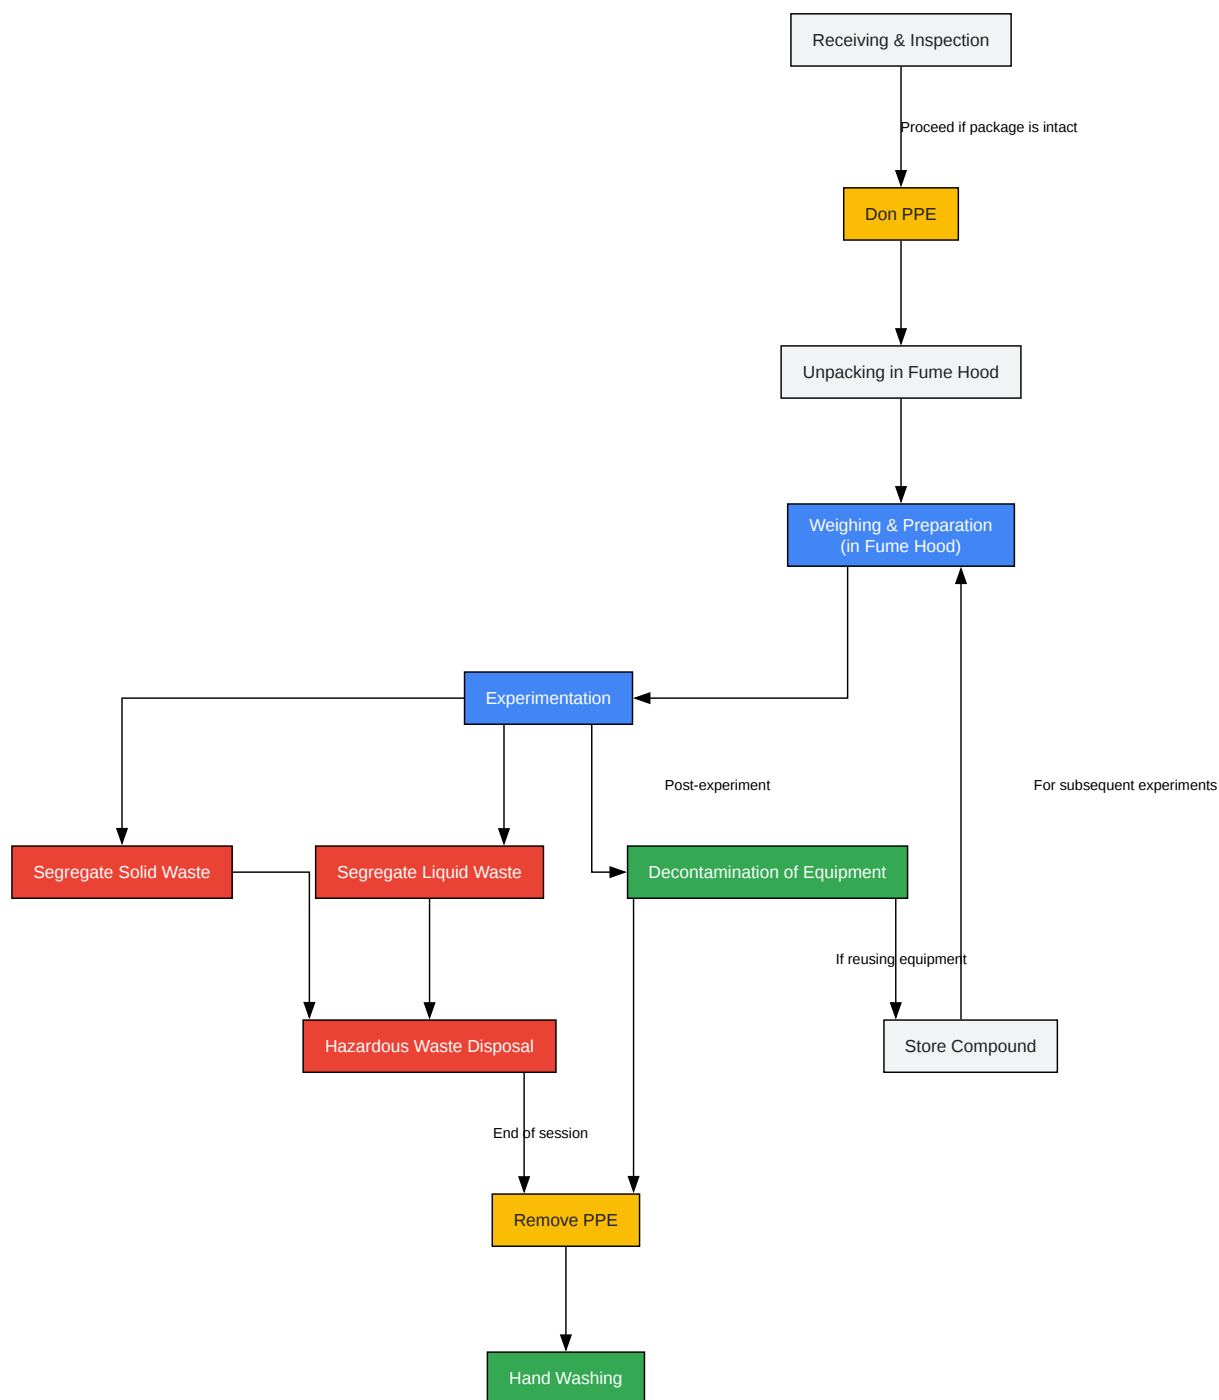 Receiving & Inspection
Proceed if package is intact
Don PPE
Unpacking in Fume Hood
Weighing & Preparation
(in Fume Hood)
Experimentation
Post-experiment
For subsequent experiments
Segregate Solid Waste
Segregate Liquid Waste
Decontamination of Equipment
If reusing equipment
Hazardous Waste Disposal
Store Compound
End of session
Remove PPE
Hand Washing